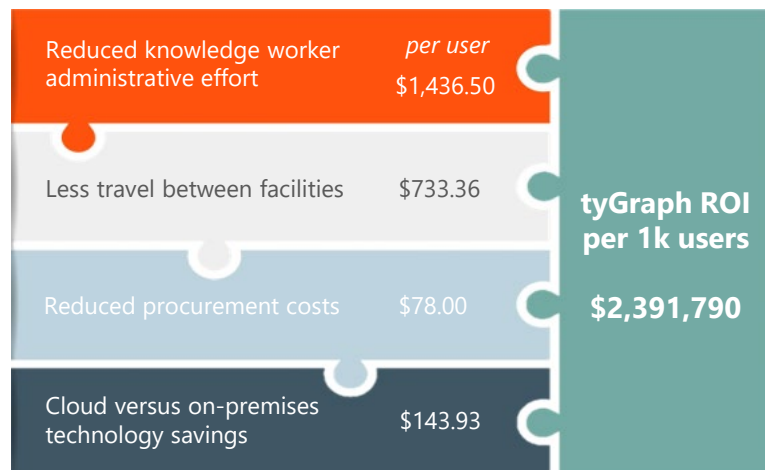 Reduced knowledge worker
administrative effort
per user
$1,436.50
Less travel between facilities
$733.36
Reduced procurement costs
$78.00
Cloud versus on-premises
technology savings
$143.93
tyGraph ROI
per 1k users
$2,391,790